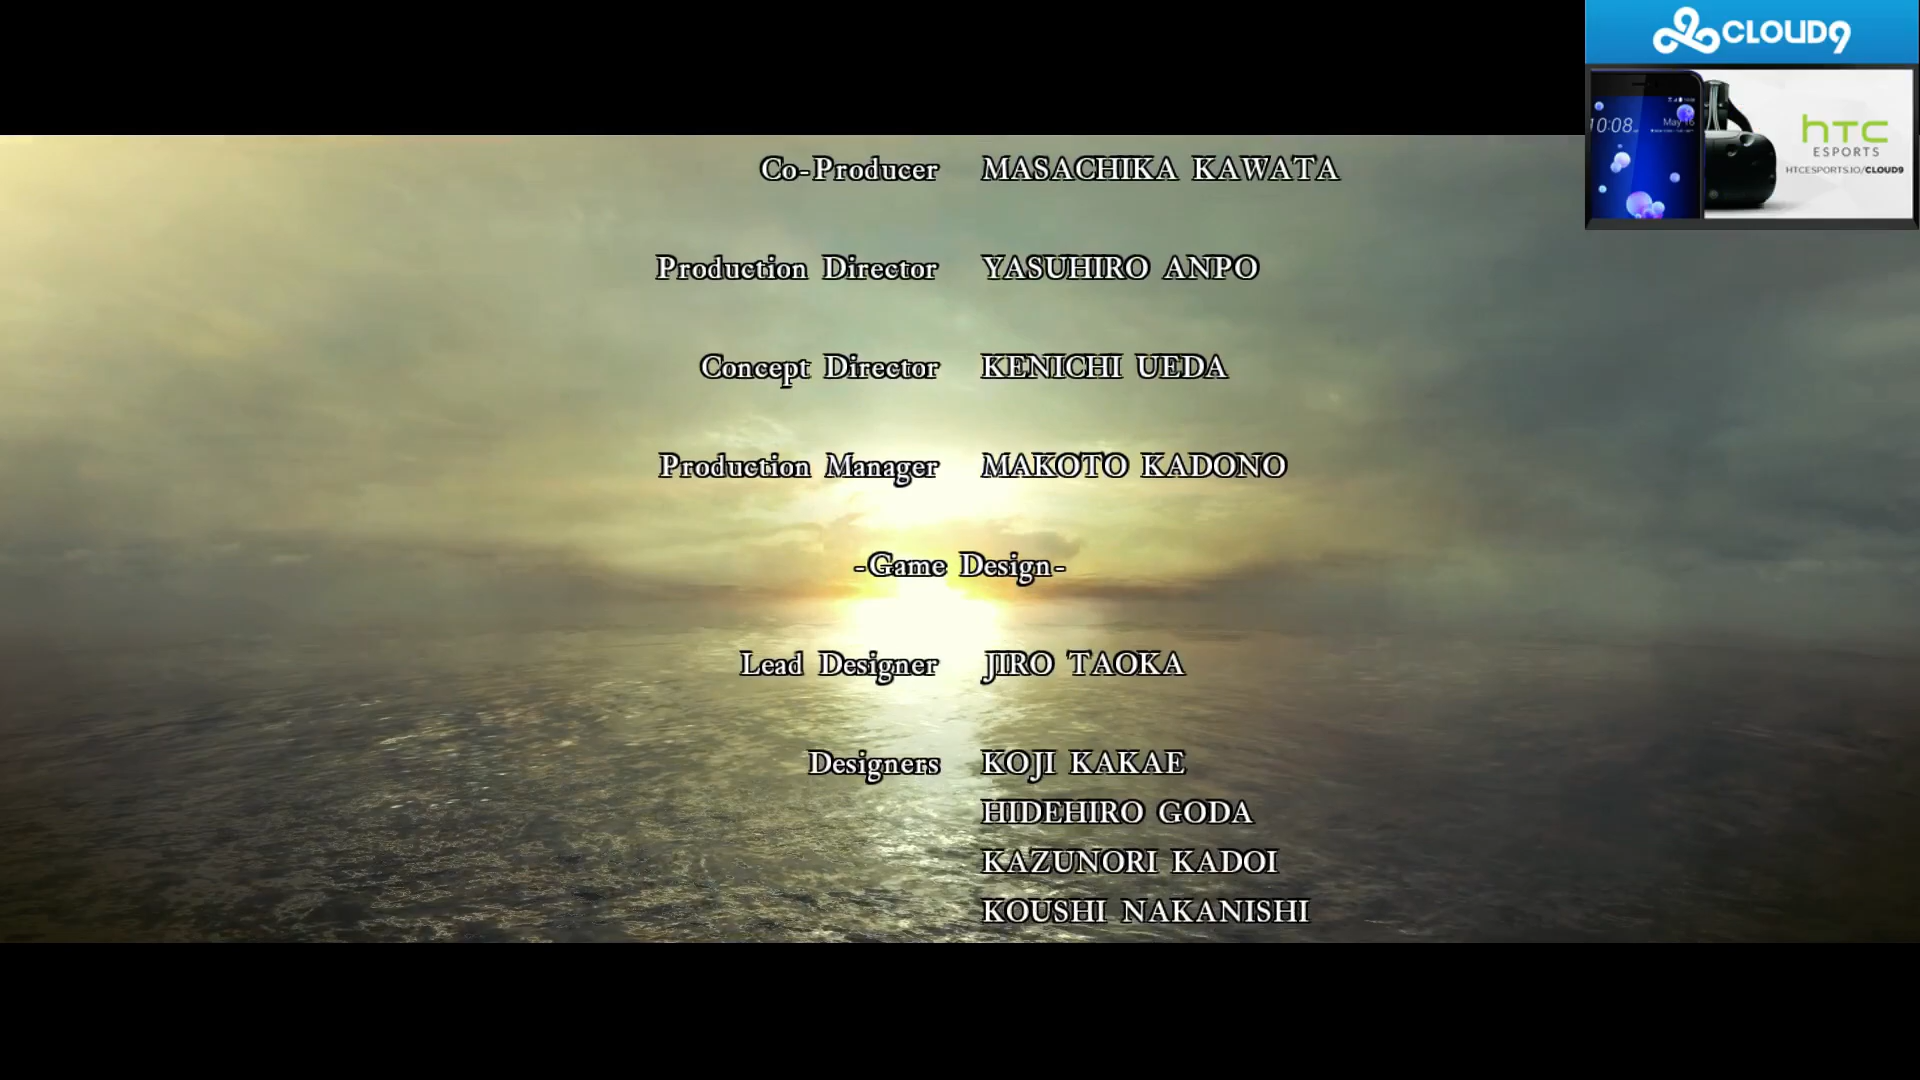 CLOUD9
10:08
May 16
hTC
ESPORTS
HTCESPORTS.IO/CLOUD9
Co-Producer MASACHIKA KAWATA
Production Director YASUHIRO ANPO
Concept Director KENICHI UEDA
Production Manager MAKOTO KADONO
-Game Design-
Lead Designer JIRO TAOKA
Designers KOJI KAKAE
HIDEHIRO GODA
KAZUNORI KADOI
KOUSHI NAKANISHI